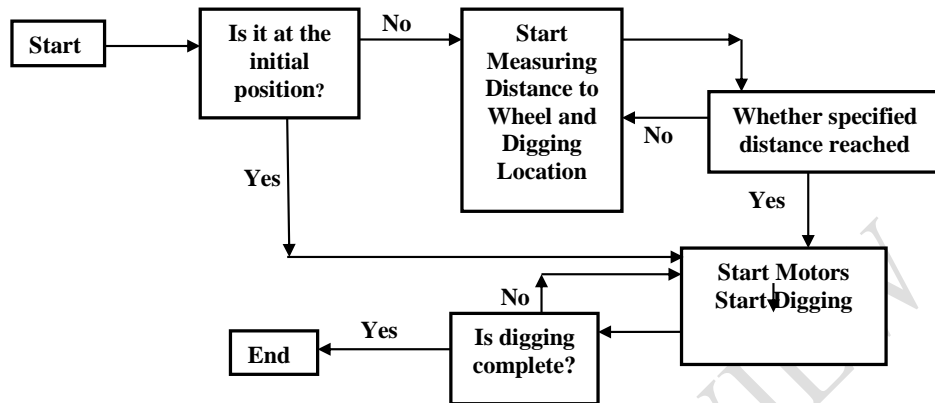 Start
Is it at the
initial
position?
No
Start
Measuring
Distance to
Wheel and
Digging
Location
No
Whether specified
distance reached
Yes
Yes
Start Motors
Start Digging
No
Is digging
complete?
Yes
End